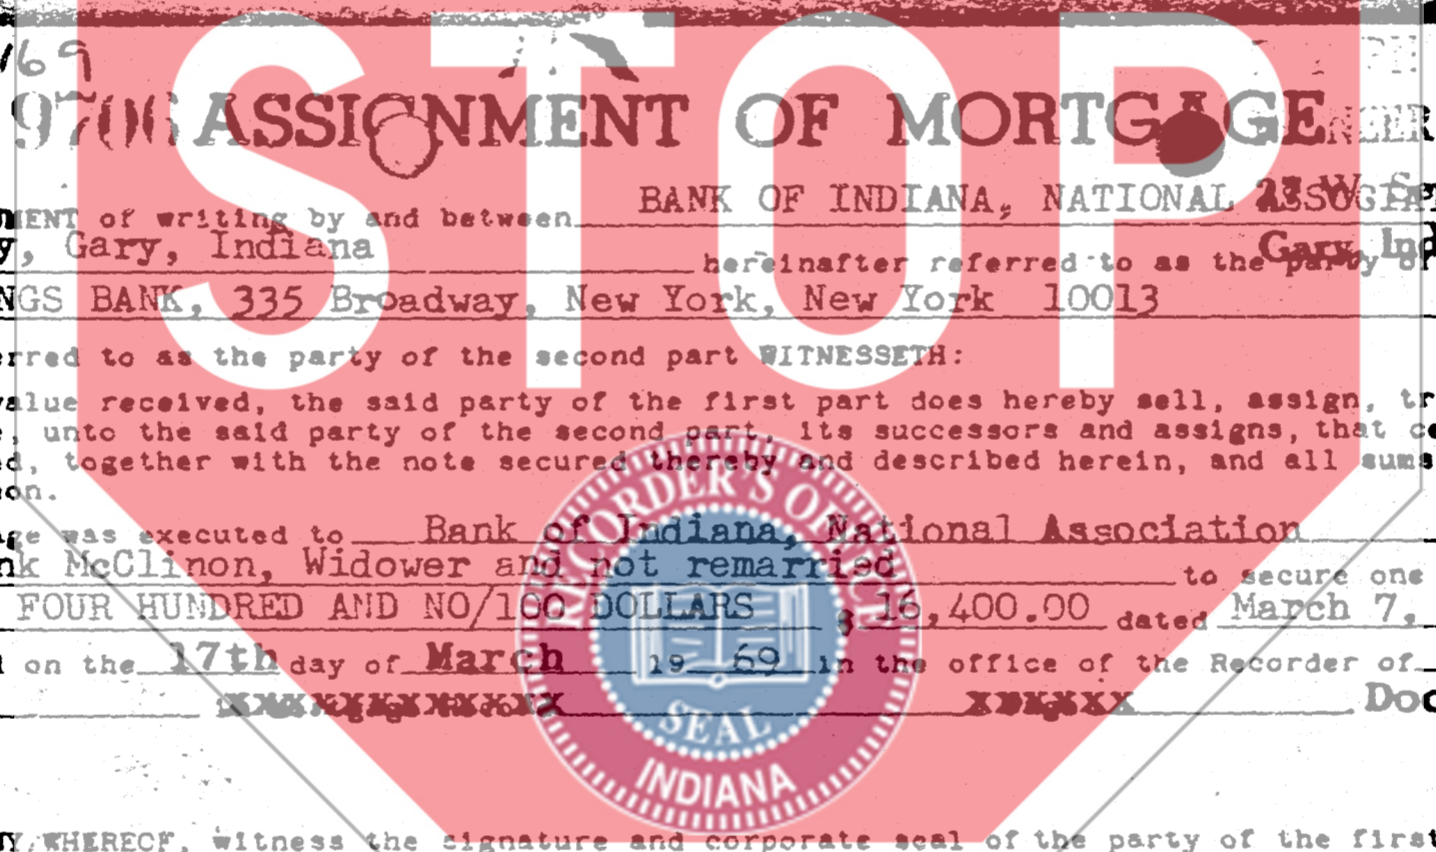 STOP
169
9706 ASSIGNMENT OF MORTGAGE
BANK OF INDIANA, NATIONAL
of writing by and between
Gary, Indiana
Gary, Ind
hereinafter referred to as the party of
NGS BANK, 335 Broadway, New York, New York 10013
erred to as the party of the second part WITNESSETH:
value received, the said party of the first part does hereby sell, assign, tr
, unto the said party of the second part, its successors and assigns, that ce
ed, together with the note secured thereby and described herein, and all sums
on.
ge was executed to Bank of Indiana, National Association
nk McClinon, Widower and not remarried to secure one
FOUR HUNDRED AND NO/100 DOLLARS $ 16,400.00 dated March 7,
on the 17th day of March 19 69 in the office of the Recorder of
Doc
RECORDER'S OFFICE
SEAL
INDIANA
Y WHEREOF, witness the signature and corporate seal of the party of the first